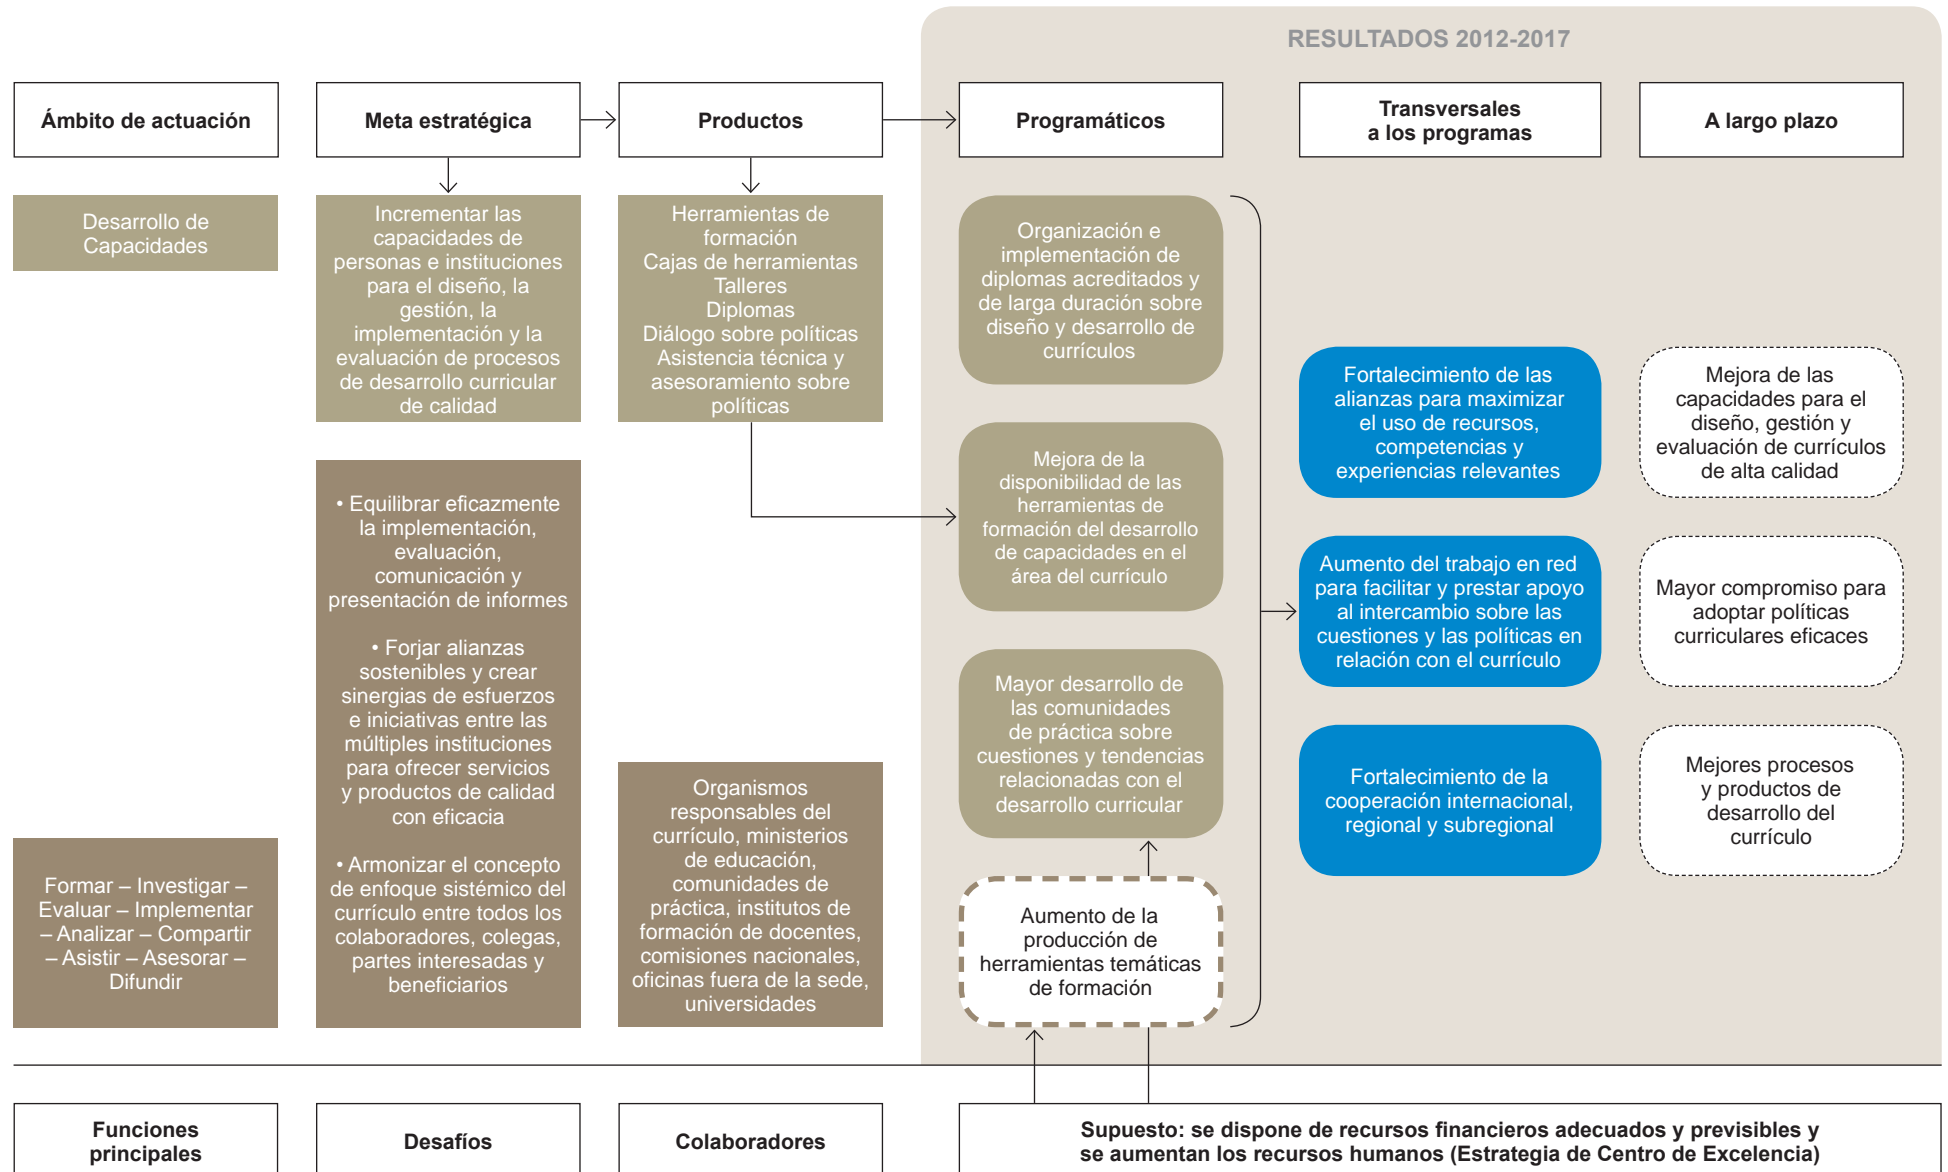 RESULTADOS 2012-2017
Ámbito de actuación
Meta estratégica
Productos
Programáticos
Transversales
a los programas
A largo plazo
Desarrollo de
Capacidades
Incrementar las
capacidades de
personas e instituciones
para el diseño, la
gestión, la
implementación y la
evaluación de procesos
de desarrollo curricular
de calidad
Herramientas de
formación
Cajas de herramientas
Talleres
Diplomas
Diálogo sobre políticas
Asistencia técnica y
asesoramiento sobre
políticas
Organización e
implementación de
diplomas acreditados y
de larga duración sobre
diseño y desarrollo de
currículos
Mejora de la
disponibilidad de las
herramientas de
formación del desarrollo
de capacidades en el
área del currículo
Mayor desarrollo de
las comunidades
de práctica sobre
cuestiones y tendencias
relacionadas con el
desarrollo curricular
Aumento de la
producción de
herramientas temáticas
de formación
Fortalecimiento de las
alianzas para maximizar
el uso de recursos,
competencias y
experiencias relevantes
Aumento del trabajo en red
para facilitar y prestar apoyo
al intercambio sobre las
cuestiones y las políticas en
relación con el currículo
Fortalecimiento de la
cooperación internacional,
regional y subregional
Mejora de las
capacidades para el
diseño, gestión y
evaluación de currículos
de alta calidad
Mayor compromiso para
adoptar políticas
curriculares eficaces
Mejores procesos
y productos de
desarrollo del
currículo
Formar – Investigar –
Evaluar – Implementar
– Analizar – Compartir
– Asistir – Asesorar –
Difundir
• Equilibrar eficazmente
la implementación,
evaluación,
comunicación y
presentación de informes
• Forjar alianzas
sostenibles y crear
sinergias de esfuerzos
e iniciativas entre las
múltiples instituciones
para ofrecer servicios
y productos de calidad
con eficacia
• Armonizar el concepto
de enfoque sistémico del
currículo entre todos los
colaboradores, colegas,
partes interesadas y
beneficiarios
Organismos
responsables del
currículo, ministerios
de educación,
comunidades de
práctica, institutos de
formación de docentes,
comisiones nacionales,
oficinas fuera de la sede,
universidades
Funciones
principales
Desafíos
Colaboradores
Supuesto: se dispone de recursos financieros adecuados y previsibles y
se aumentan los recursos humanos (Estrategia de Centro de Excelencia)